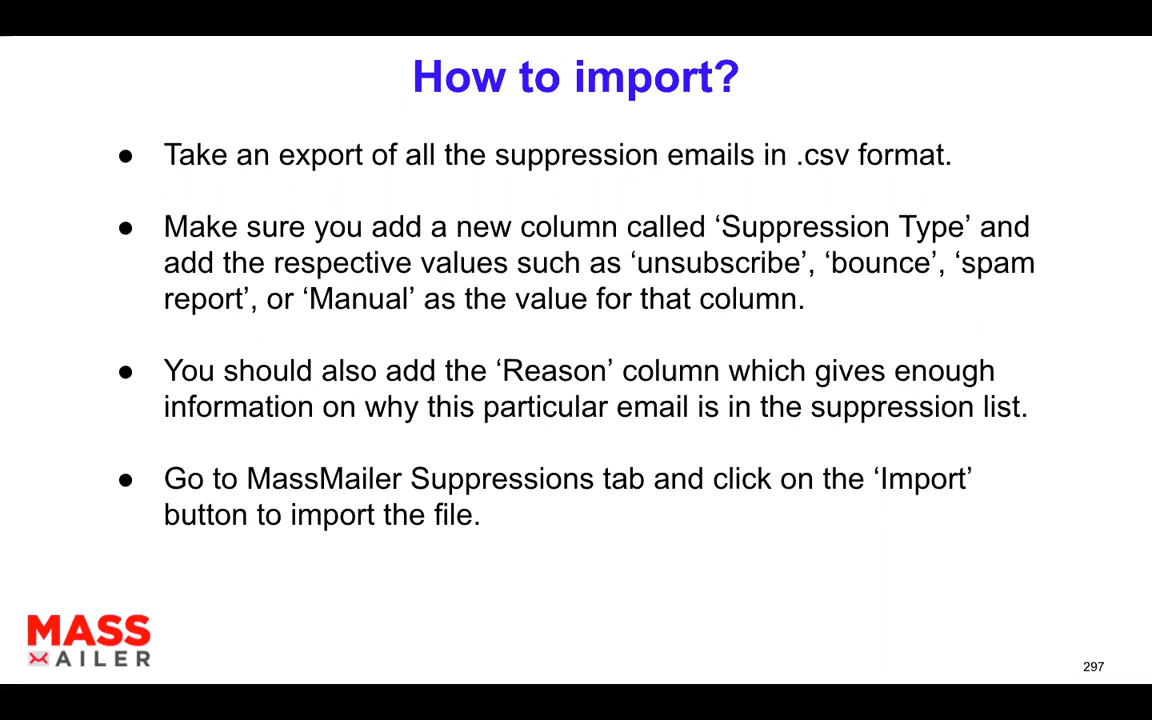 How to import?
● Take an export of all the suppression emails in .csv format.
● Make sure you add a new column called ‘Suppression Type’ and
add the respective values such as ‘unsubscribe’, ‘bounce’, ‘spam
report’, or ‘Manual’ as the value for that column.
● You should also add the ‘Reason’ column which gives enough
information on why this particular email is in the suppression list.
● Go to MassMailer Suppressions tab and click on the ‘Import’
button to import the file.
MASS
AILER
297